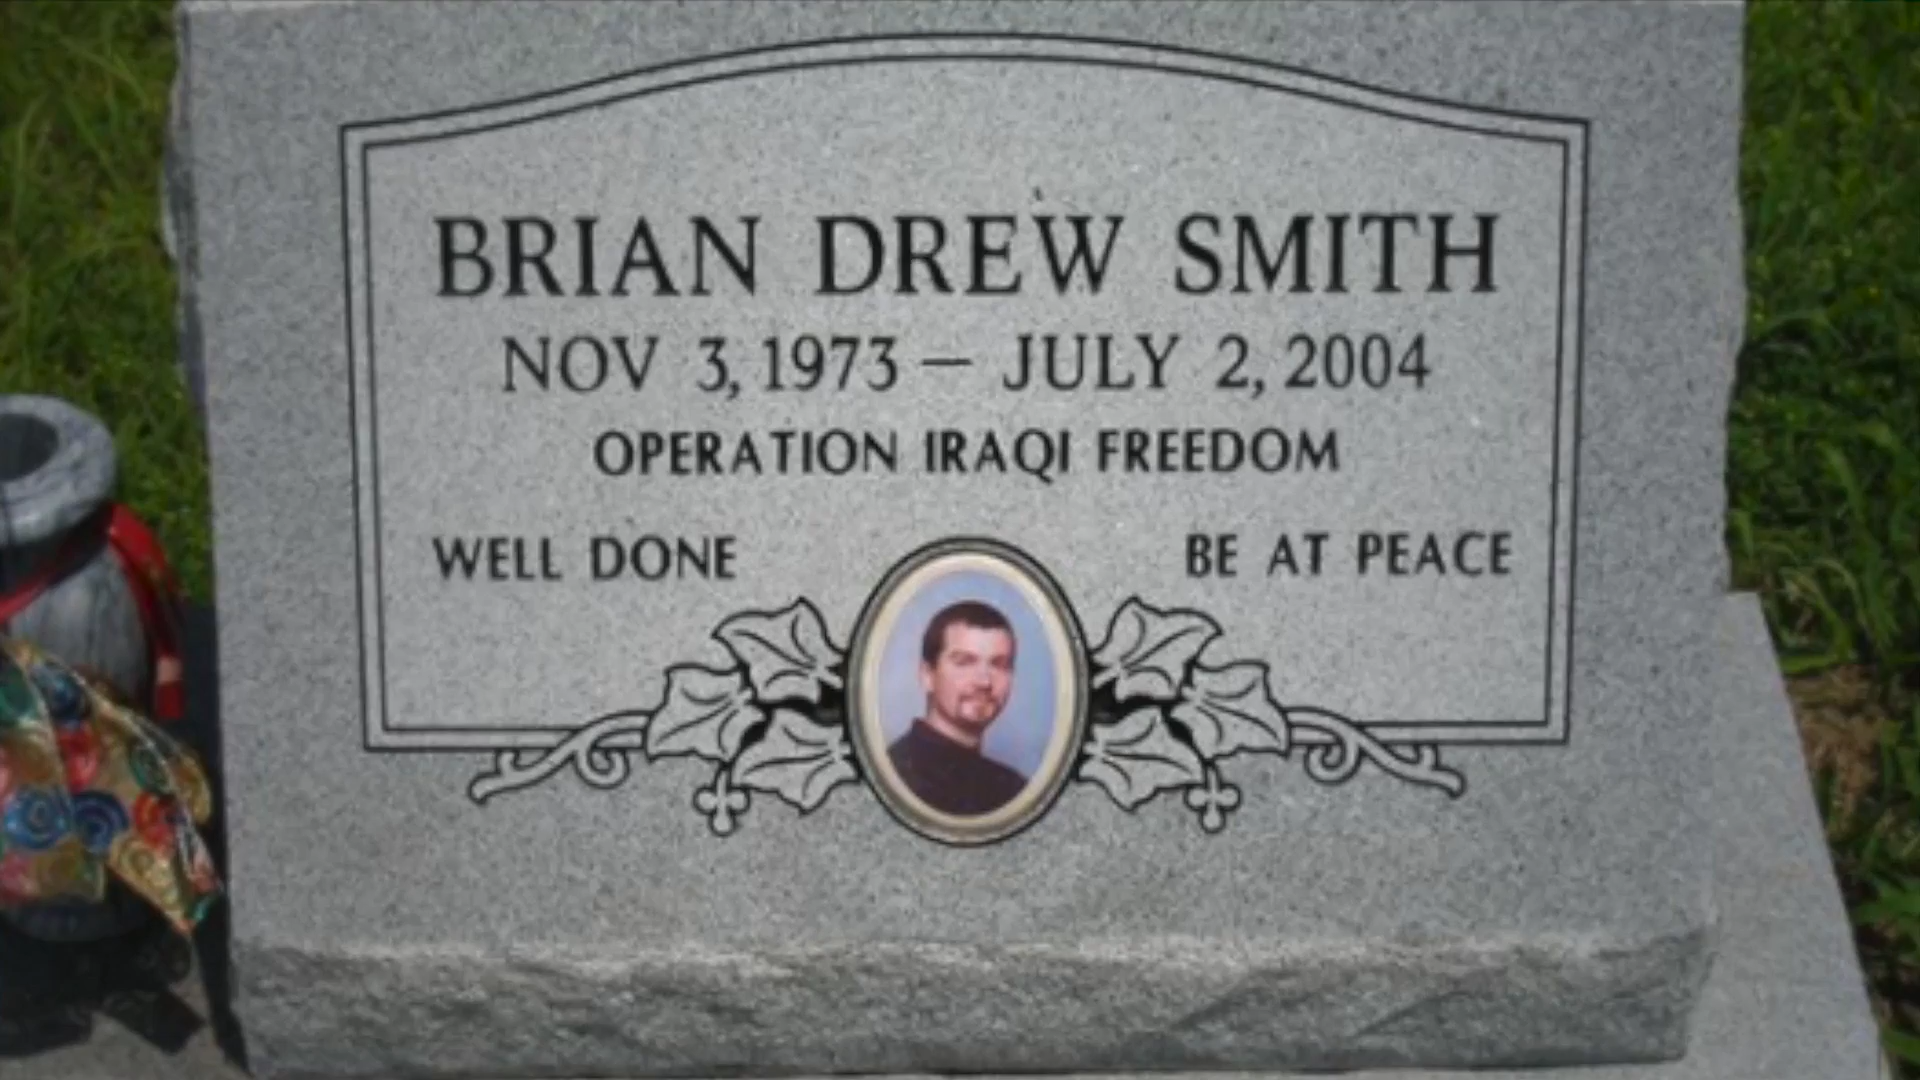 BRIAN DREW SMITH
NOV 3, 1973 — JULY 2, 2004
OPERATION IRAQI FREEDOM
WELL DONE BE AT PEACE